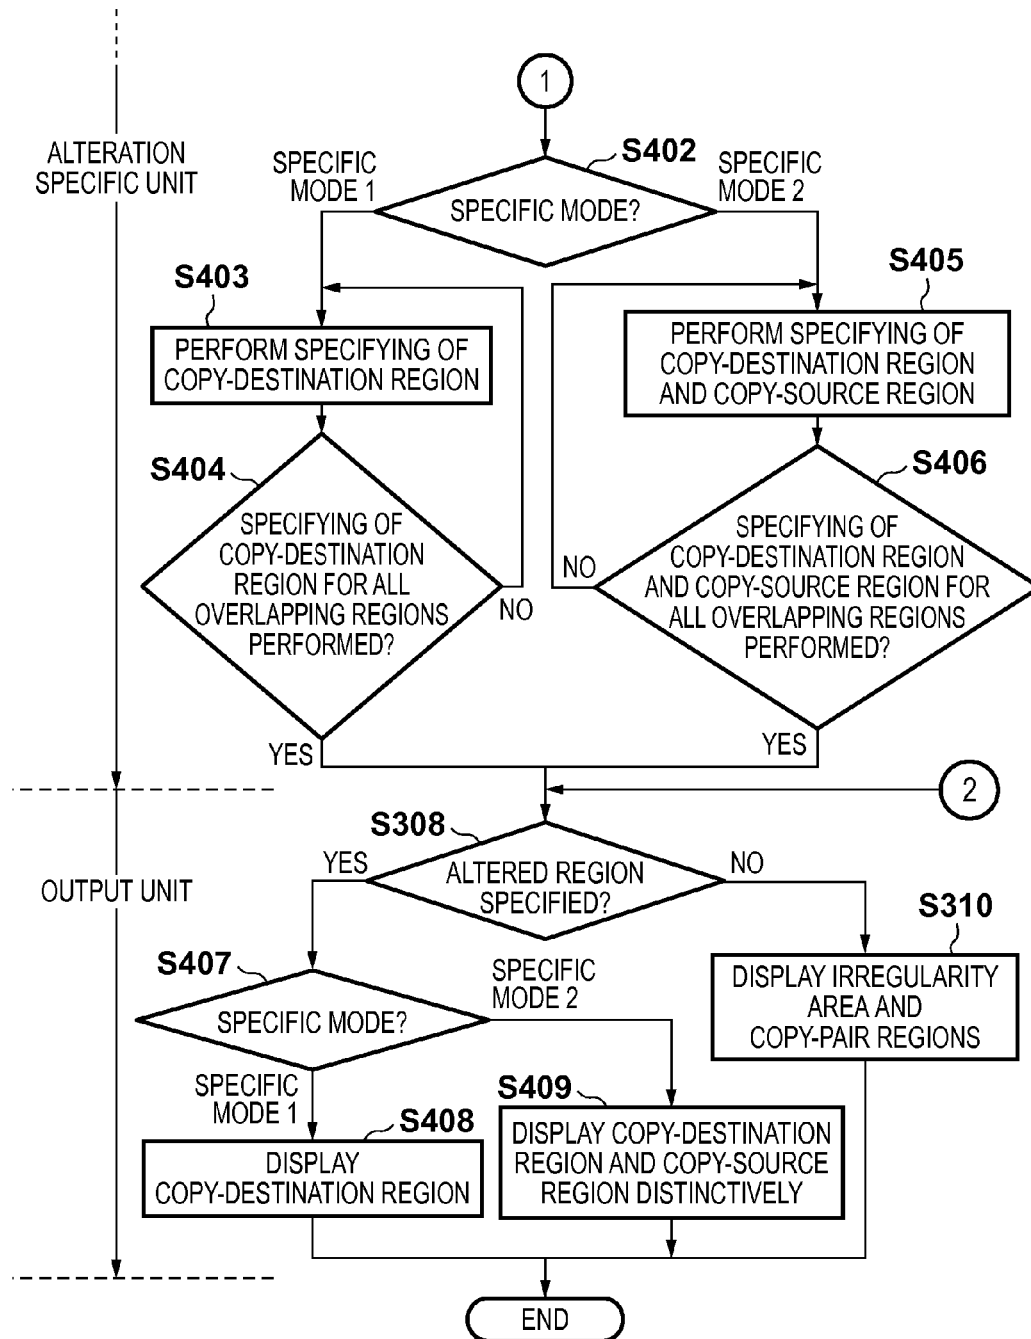 1
ALTERATION
SPECIFIC UNIT
S402
SPECIFIC
MODE 1
SPECIFIC MODE?
SPECIFIC
MODE 2
S403
PERFORM SPECIFYING OF
COPY-DESTINATION REGION
S405
PERFORM SPECIFYING OF
COPY-DESTINATION REGION
AND COPY-SOURCE REGION
S404
SPECIFYING OF
COPY-DESTINATION
REGION FOR ALL
OVERLAPPING REGIONS
PERFORMED?
NO
YES
S406
SPECIFYING OF
COPY-DESTINATION REGION
AND COPY-SOURCE REGION FOR
ALL OVERLAPPING REGIONS
PERFORMED?
NO
YES
2
OUTPUT UNIT
S308
YES
ALTERED REGION
SPECIFIED?
NO
S310
DISPLAY IRREGULARITY
AREA AND
COPY-PAIR REGIONS
S407
SPECIFIC MODE?
SPECIFIC
MODE 2
SPECIFIC
MODE 1
S408
DISPLAY
COPY-DESTINATION REGION
S409
DISPLAY COPY-DESTINATION
REGION AND COPY-SOURCE
REGION DISTINCTIVELY
END